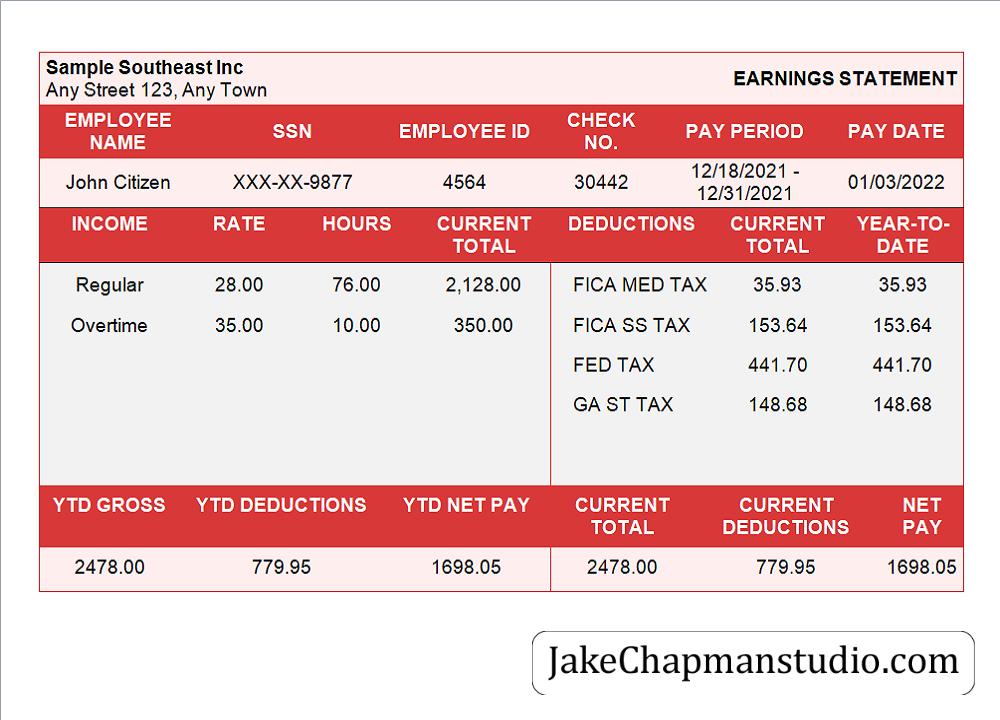 Sample Southeast Inc
Any Street 123, Any Town
EARNINGS STATEMENT
EMPLOYEE NAME SSN EMPLOYEE ID CHECK NO. PAY PERIOD PAY DATE
John Citizen XXX-XX-9877 4564 30442 12/18/2021 - 12/31/2021 01/03/2022
INCOME RATE HOURS CURRENT TOTAL DEDUCTIONS CURRENT TOTAL YEAR-TO-DATE
Regular 28.00 76.00 2,128.00 FICA MED TAX 35.93 35.93
Overtime 35.00 10.00 350.00 FICA SS TAX 153.64 153.64
FED TAX 441.70 441.70
GA ST TAX 148.68 148.68
YTD GROSS YTD DEDUCTIONS YTD NET PAY CURRENT TOTAL CURRENT DEDUCTIONS NET PAY
2478.00 779.95 1698.05 2478.00 779.95 1698.05
JakeChapmanstudio.com